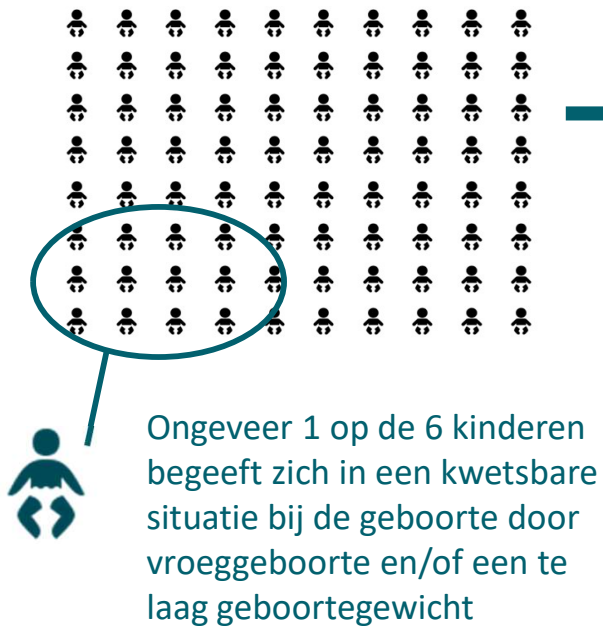 Ongeveer 1 op de 6 kinderen
begeeft zich in een kwetsbare
situatie bij de geboorte door
vroeggeboorte en/of een te
laag geboortegewicht